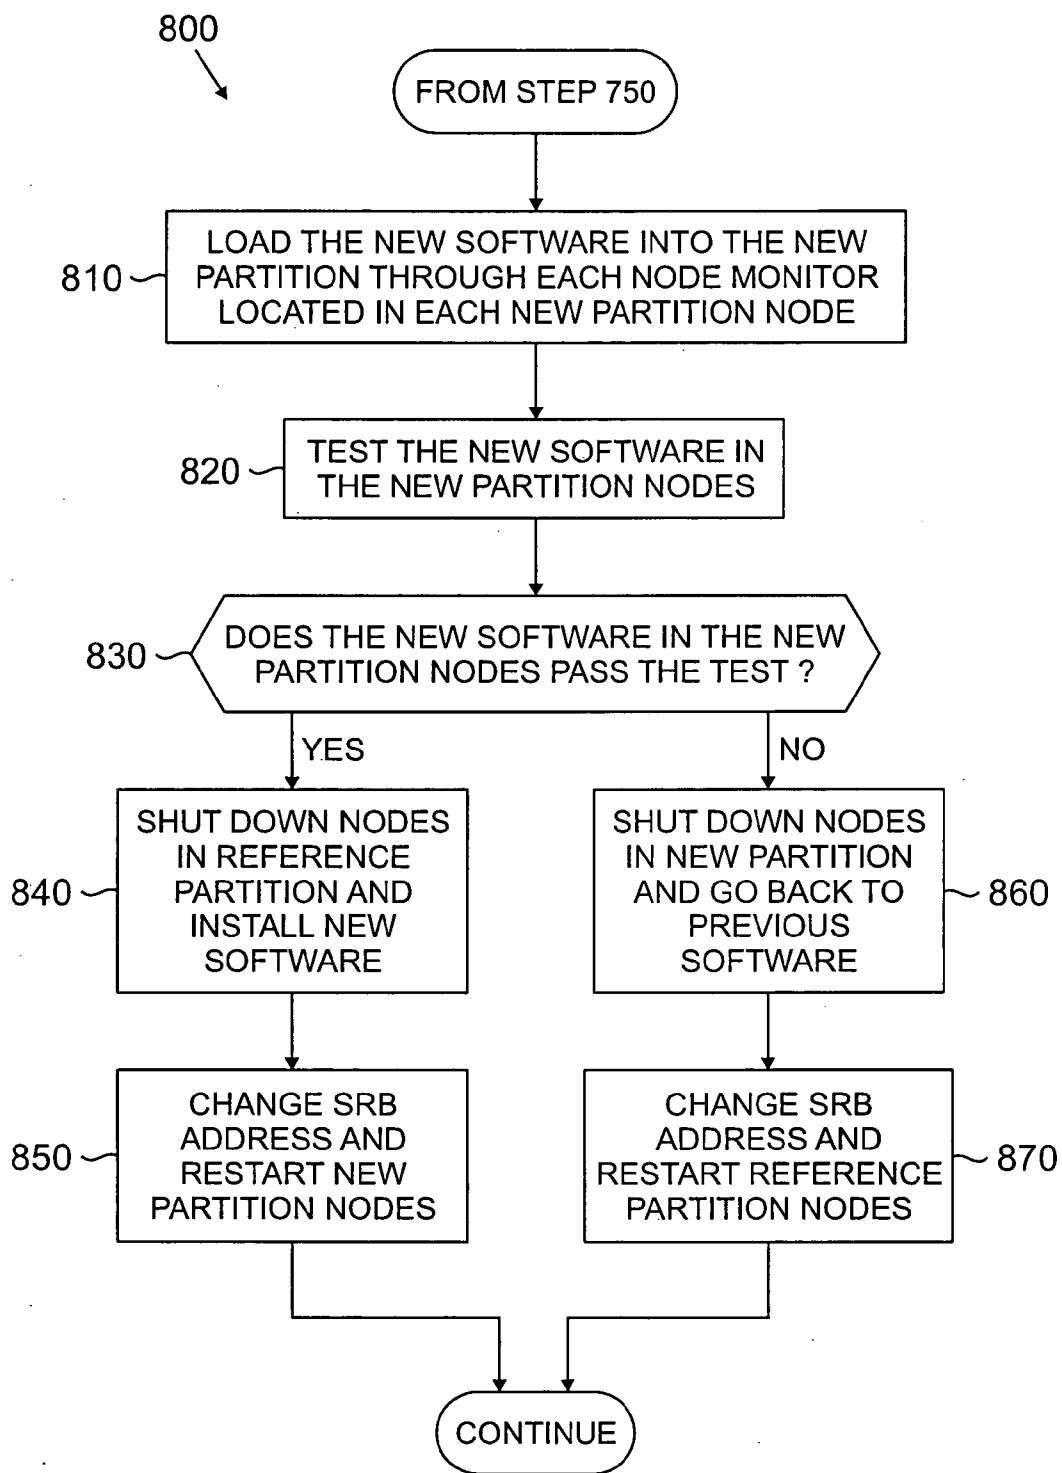 800
FROM STEP 750
810
LOAD THE NEW SOFTWARE INTO THE NEW
PARTITION THROUGH EACH NODE MONITOR
LOCATED IN EACH NEW PARTITION NODE
820
TEST THE NEW SOFTWARE IN
THE NEW PARTITION NODES
830
DOES THE NEW SOFTWARE IN THE NEW
PARTITION NODES PASS THE TEST ?
YES
NO
840
SHUT DOWN NODES
IN REFERENCE
PARTITION AND
INSTALL NEW
SOFTWARE
SHUT DOWN NODES
IN NEW PARTITION
AND GO BACK TO
PREVIOUS
SOFTWARE
860
850
CHANGE SRB
ADDRESS AND
RESTART NEW
PARTITION NODES
CHANGE SRB
ADDRESS AND
RESTART REFERENCE
PARTITION NODES
870
CONTINUE